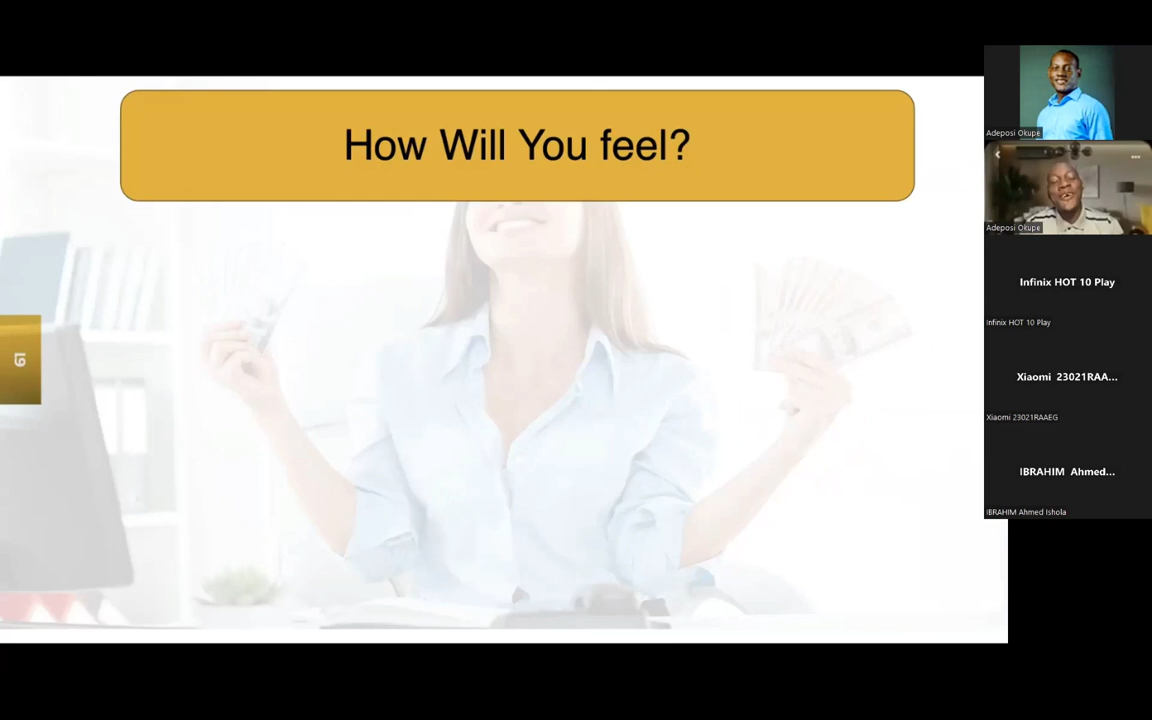 How Will You feel?
19
Adeposi Okupe
Adeposi Okupe
Infinix HOT 10 Play
Infinix HOT 10 Play
Xiaomi 23021RAA...
Xiaomi 23021RAAEG
IBRAHIM Ahmed...
IBRAHIM Ahmed Ishola